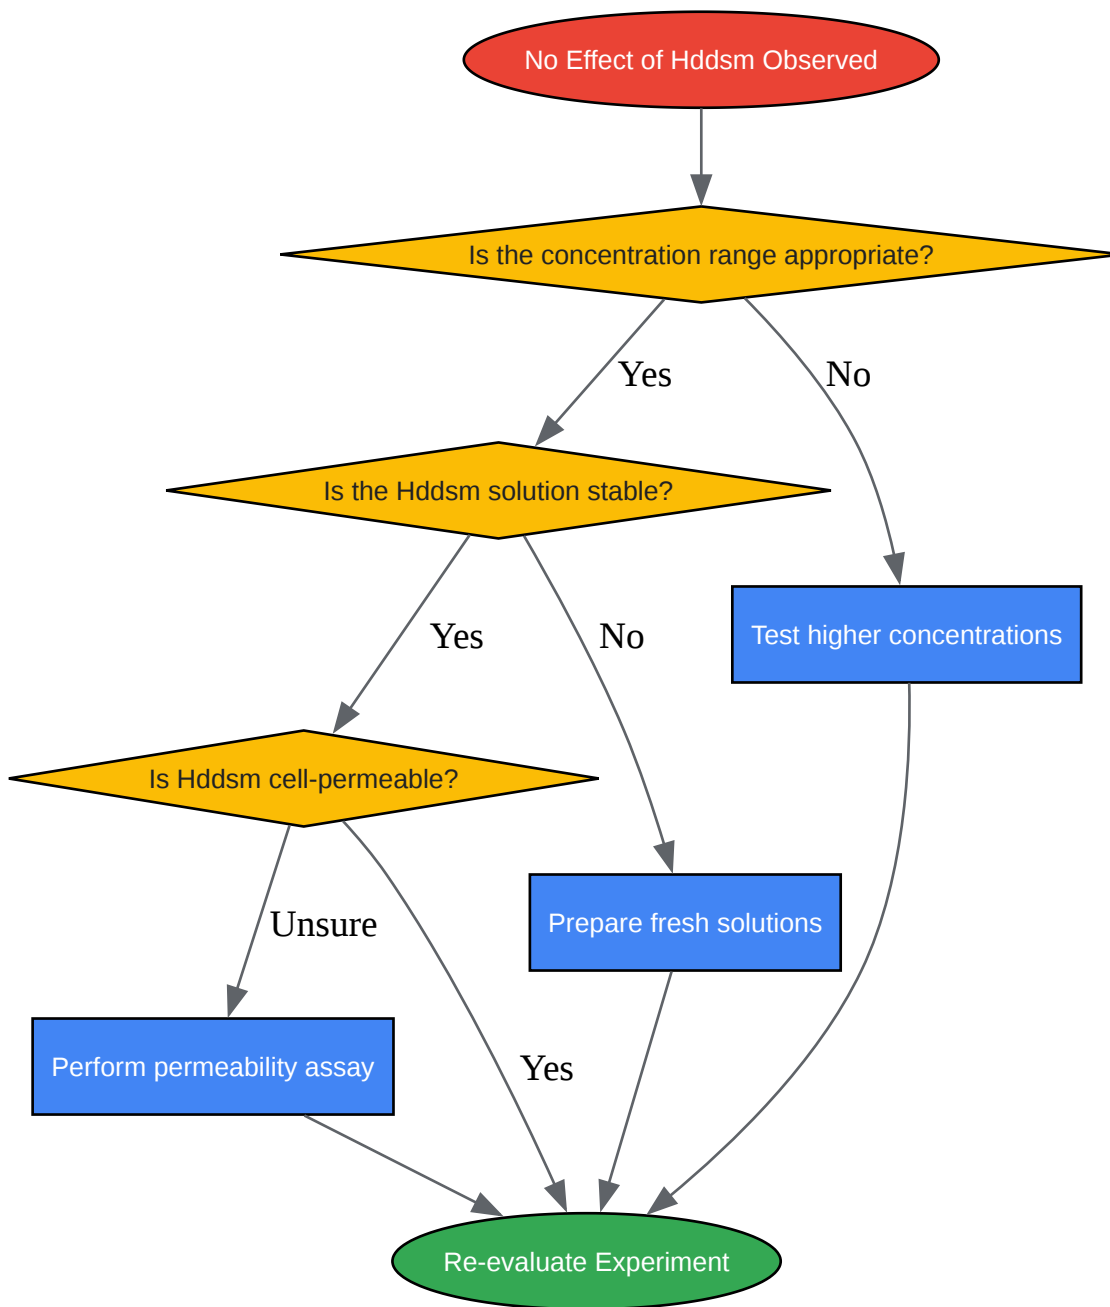 No Effect of Hddsm Observed
Is the concentration range appropriate?
Yes
No
Is the Hddsm solution stable?
Yes
No
Test higher concentrations
Is Hddsm cell-permeable?
Unsure
Prepare fresh solutions
Perform permeability assay
Yes
Re-evaluate Experiment